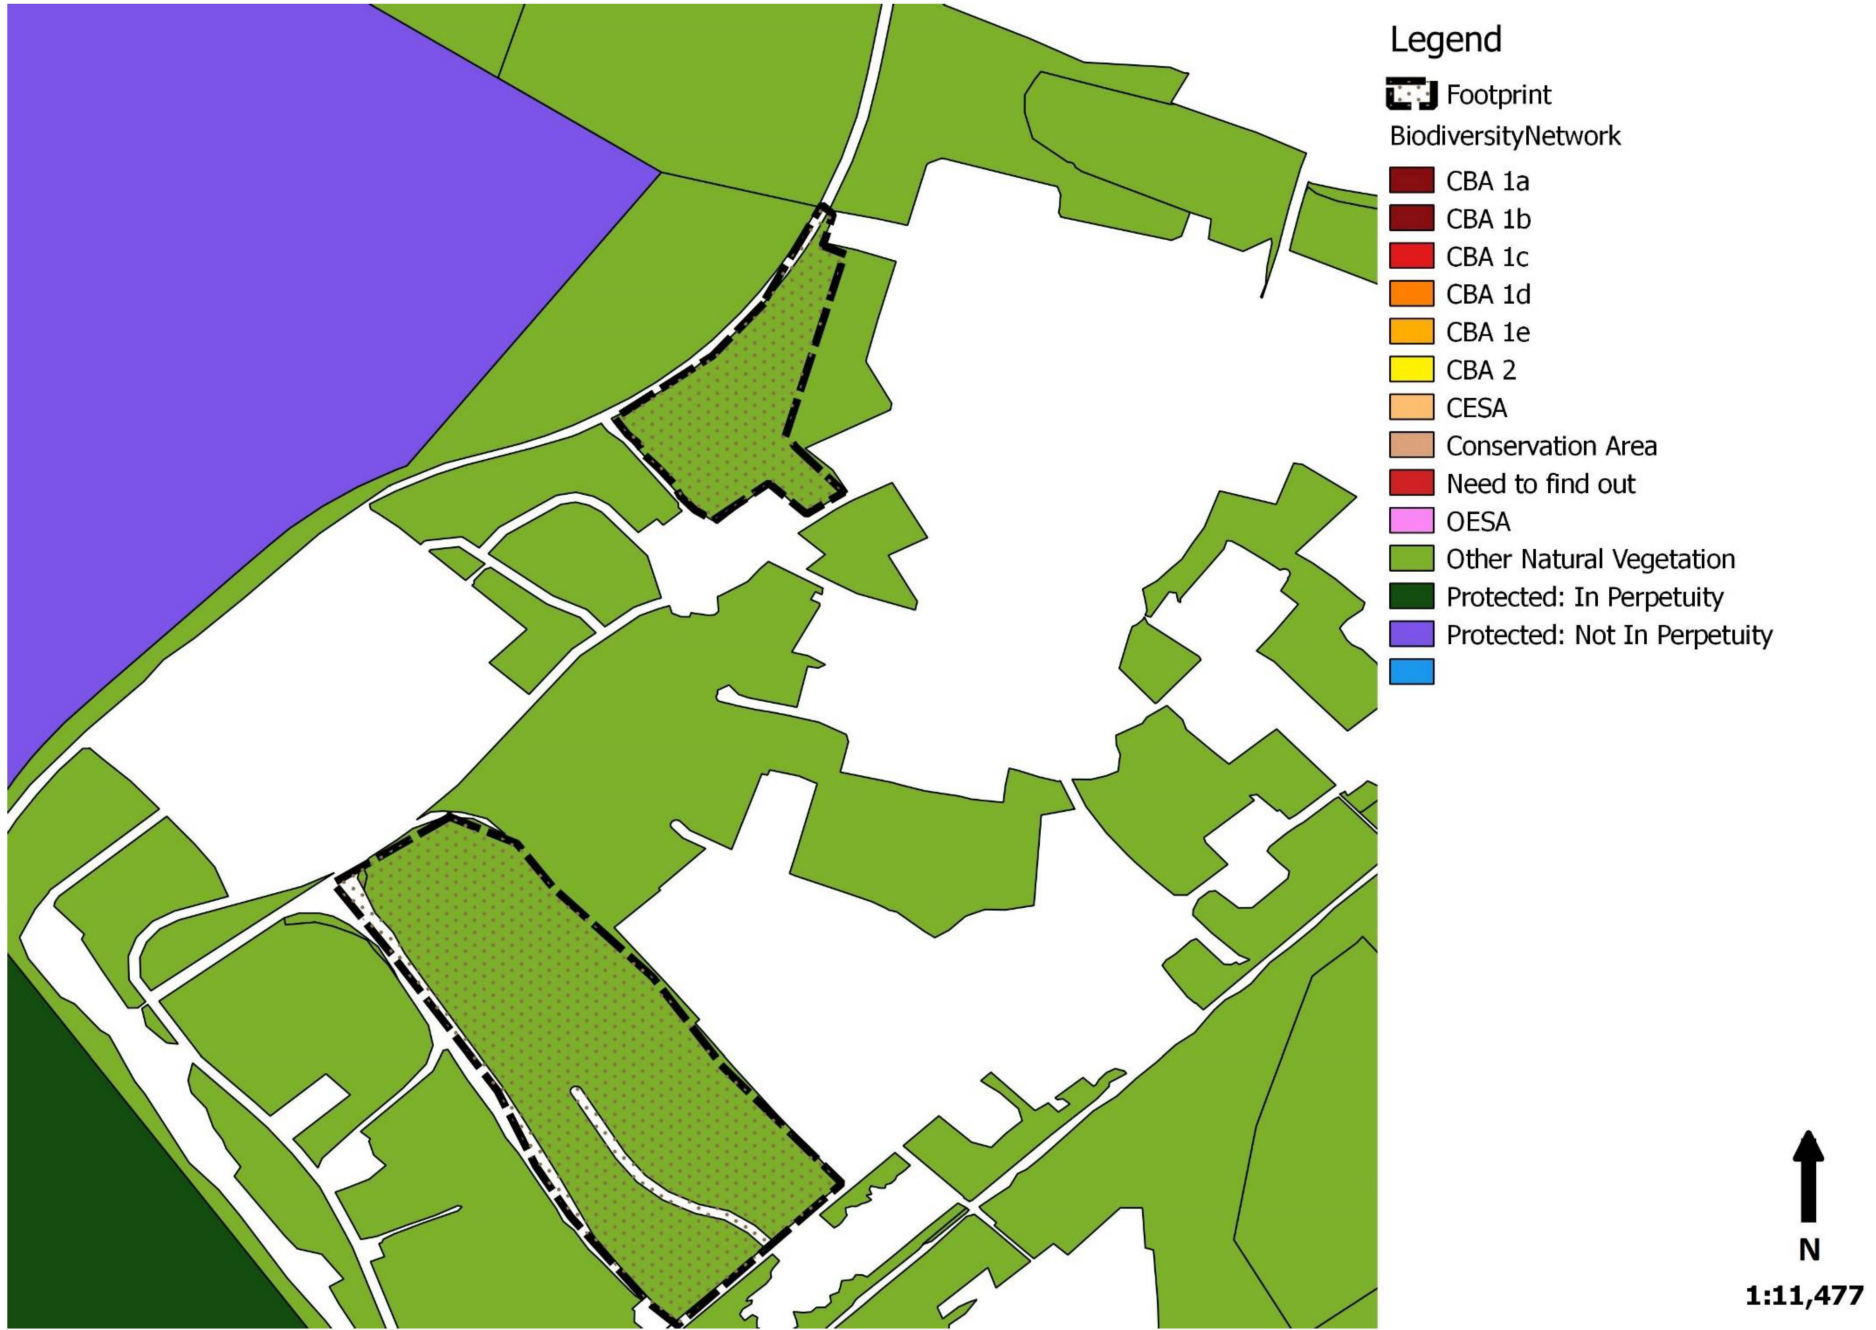 Legend
Footprint
BiodiversityNetwork
CBA 1a
CBA 1b
CBA 1c
CBA 1d
CBA 1e
CBA 2
CESA
Conservation Area
Need to find out
OESA
Other Natural Vegetation
Protected: In Perpetuity
Protected: Not In Perpetuity
N
1:11,477